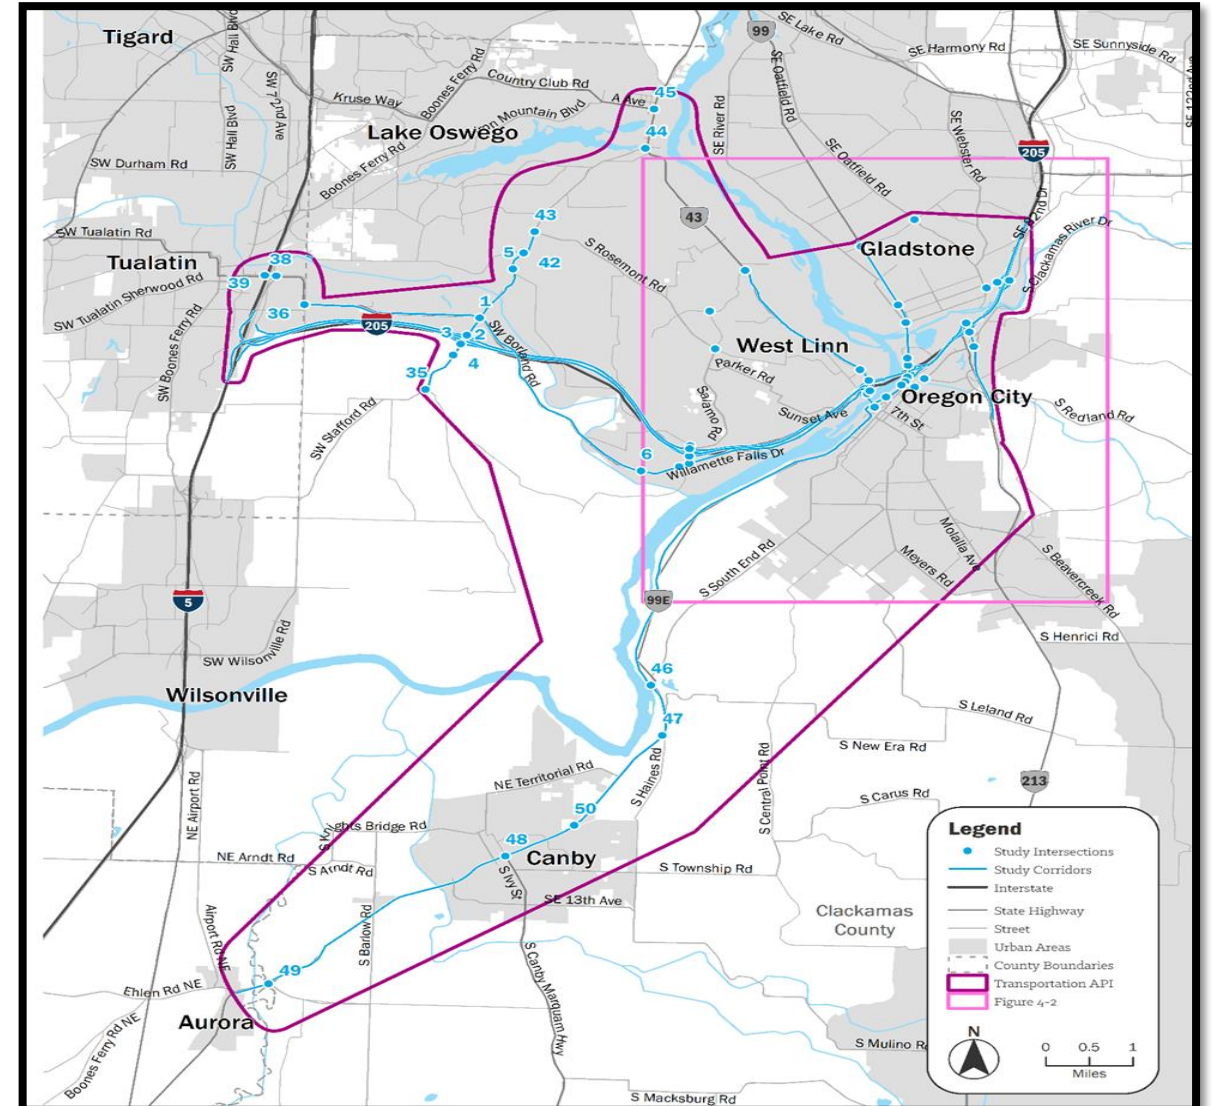 Tigard
SW Hall Blvd
SW 72nd Ave
SW Hall Blvd
Kruse Way
Boones Ferry Rd
Country Club Rd
A Ave
45
99
SE Lake Rd
SE Harmony Rd
SE Sunnyside Rd
SE Oatfield Rd
SE River Rd
Lake Oswego
44
SE Webster Rd
SE 122nd Ave
205
SW Durham Rd
Boones Ferry Rd
SE Oatfield Rd
SE 82nd Dr
43
43
SW Tualatin Rd
Tualatin
38
39
SW Tualatin Sherwood Rd
5
42
S Rosemont Rd
Gladstone
S Clackamas River Dr
36
205
1
2
3
4
35
SW Borland Rd
SW Boones Ferry Rd
West Linn
Parker Rd
Salamo Rd
Sunset Ave
Oregon City
7th St
S Redland Rd
SW Stafford Rd
6
Willamette Falls Dr
Molalla Ave
Meyers Rd
S South End Rd
S Beavercreek Rd
5
99E
S Henrici Rd
SW Wilsonville Rd
Wilsonville
46
47
S Leland Rd
S New Era Rd
S Central Point Rd
213
S Carus Rd
NE Territorial Rd
S Haines Rd
NE Airport Rd
50
48
Canby
Knights Bridge Rd
NE Arndt Rd
S Arndt Rd
S Ivy St
S Township Rd
SE 13th Ave
Clackamas
County
Airport Rd NE
S Barlow Rd
49
Ehlen Rd NE
Aurora
Boones Ferry Rd NE
S Canby Marquam Hwy
S Mulino Rd
S Macksburg Rd
Legend
Study Intersections
Study Corridors
Interstate
State Highway
Street
Urban Areas
County Boundaries
Transportation API
Figure 4-2
N
0 0.5 1
Miles